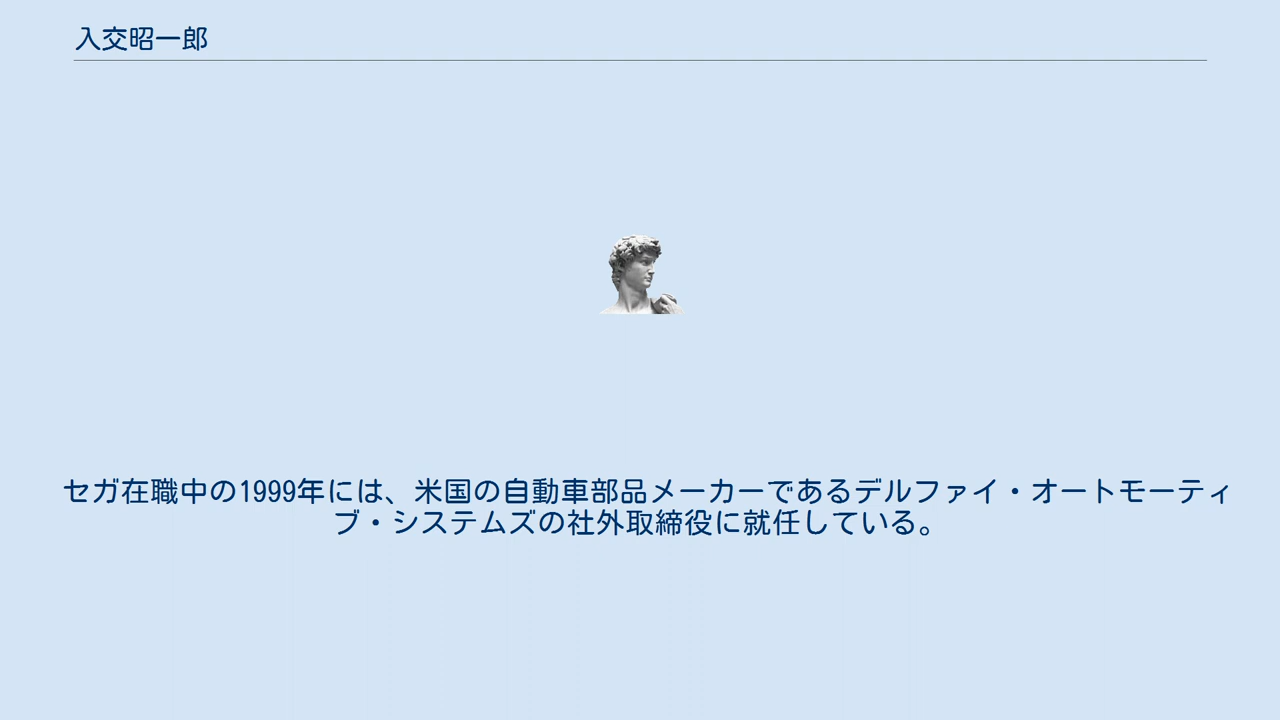 入交昭一郎
セガ在職中の1999年には、米国の自動車部品メーカーであるデルファイ・オートモーティ
ブ・システムズの社外取締役に就任している。